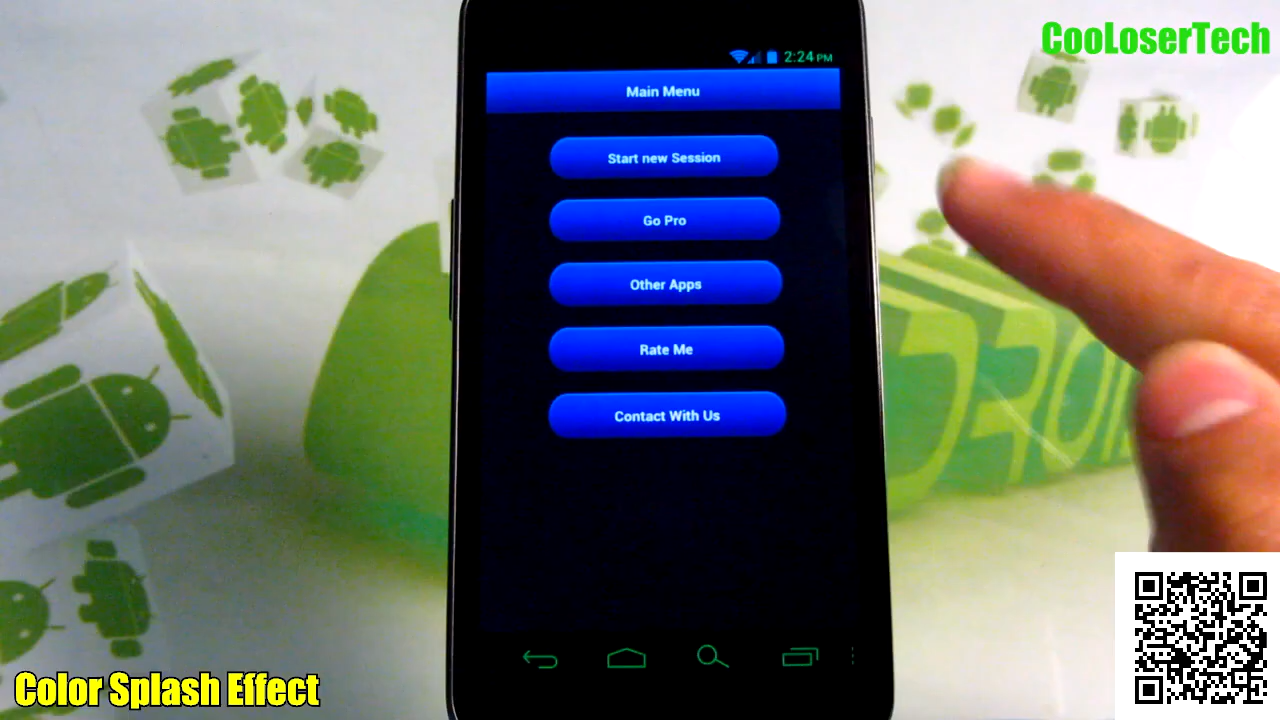 CooLoserTech
2:24 PM
Main Menu
Start new Session
Go Pro
Other Apps
Rate Me
Contact With Us
DROID
Color Splash Effect